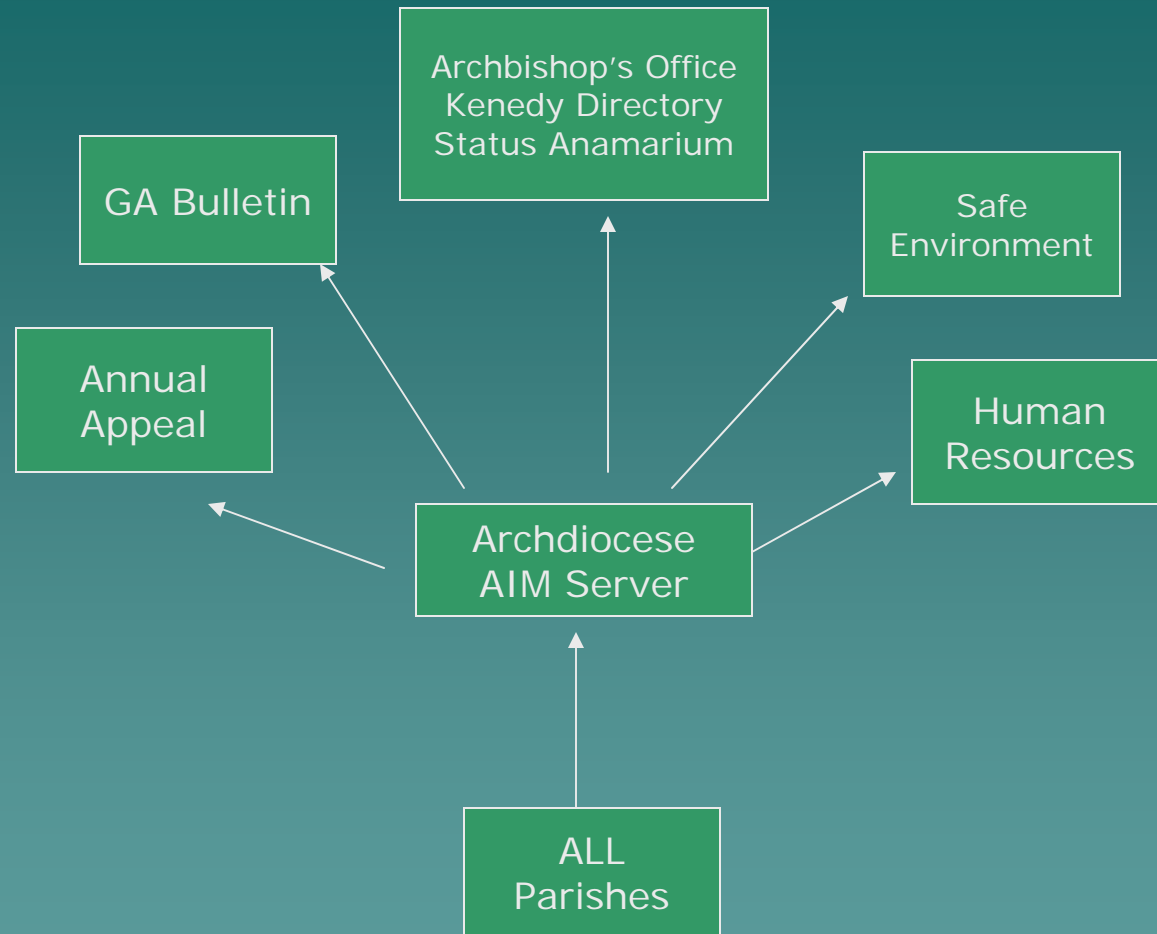 Archbishop's Office
Kenedy Directory
Status Anamarium
GA Bulletin
Safe
Environment
Annual
Appeal
Human
Resources
Archdiocese
AIM Server
ALL
Parishes